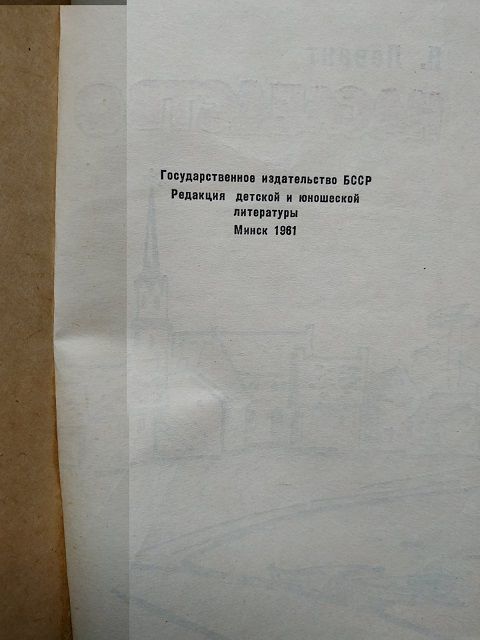 Государственное издательство БССР
Редакция детской и юношеской
литературы
Минск 1961